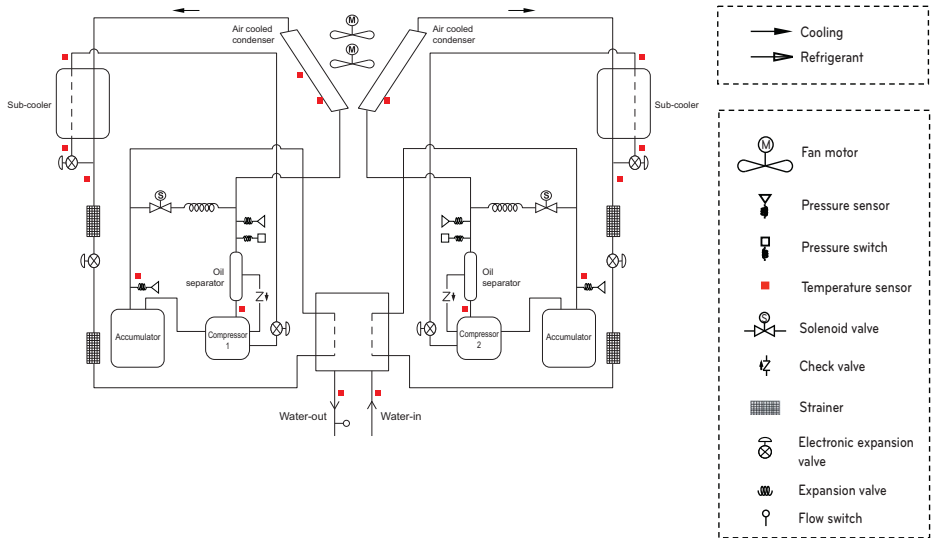 M
M
Air cooled
condenser
Air cooled
condenser
Sub-cooler
Sub-cooler
S
S
Oil
separator
Oil
separator
Accumulator
Compressor
1
Compressor
2
Accumulator
Water-out
Water-in
Cooling
Refrigerant
M
Fan motor
Pressure sensor
Pressure switch
Temperature sensor
S
Solenoid valve
Check valve
Strainer
Electronic expansion
valve
Expansion valve
Flow switch